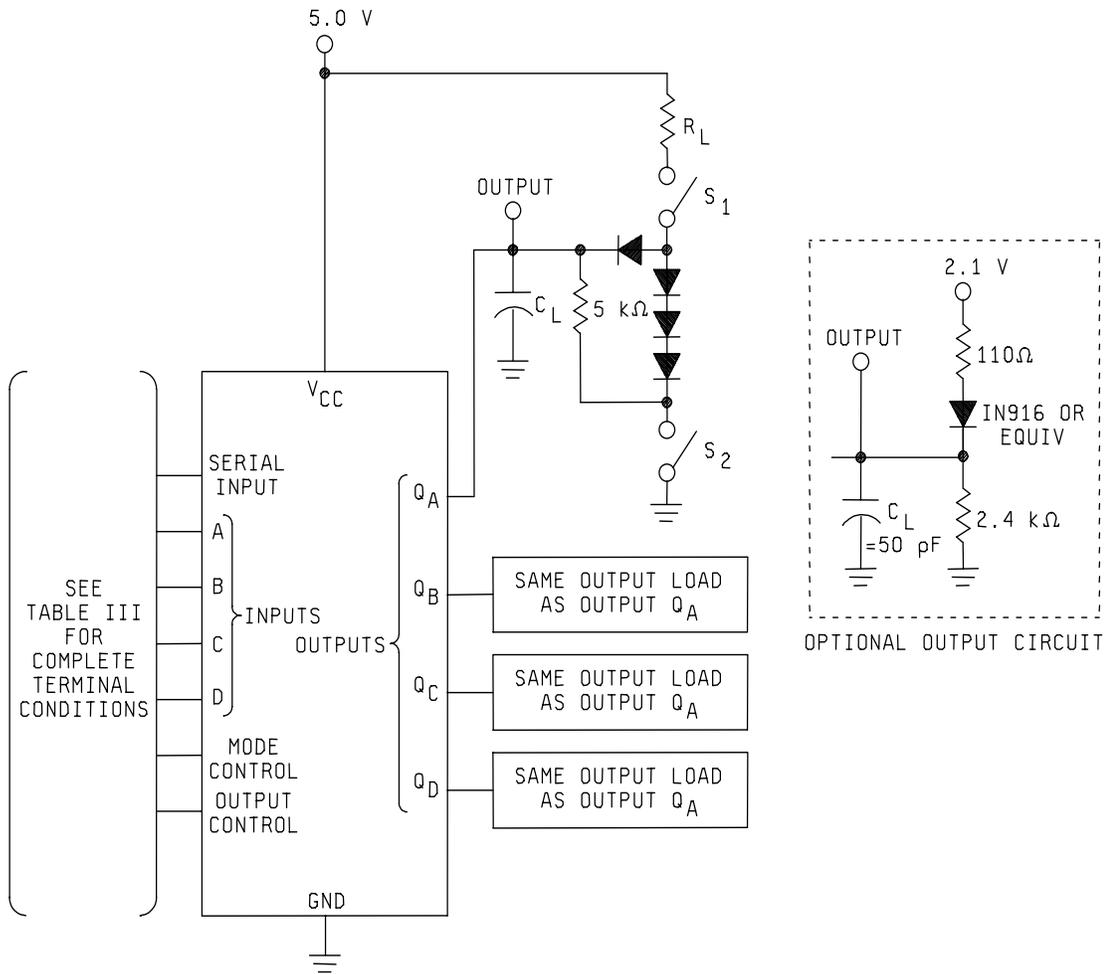 5.0 V
R L
S 1
OUTPUT
C L
5 kΩ
S 2
V CC
SERIAL
INPUT
A
B
C
D
INPUTS
MODE
CONTROL
OUTPUT
CONTROL
GND
OUTPUTS
Q A
Q B
Q C
Q D
SEE
TABLE III
FOR
COMPLETE
TERMINAL
CONDITIONS
SAME OUTPUT LOAD
AS OUTPUT Q A
SAME OUTPUT LOAD
AS OUTPUT Q A
SAME OUTPUT LOAD
AS OUTPUT Q A
2.1 V
OUTPUT
110Ω
IN916 OR
EQUIV
C L
=50 pF
2.4 kΩ
OPTIONAL OUTPUT CIRCUIT